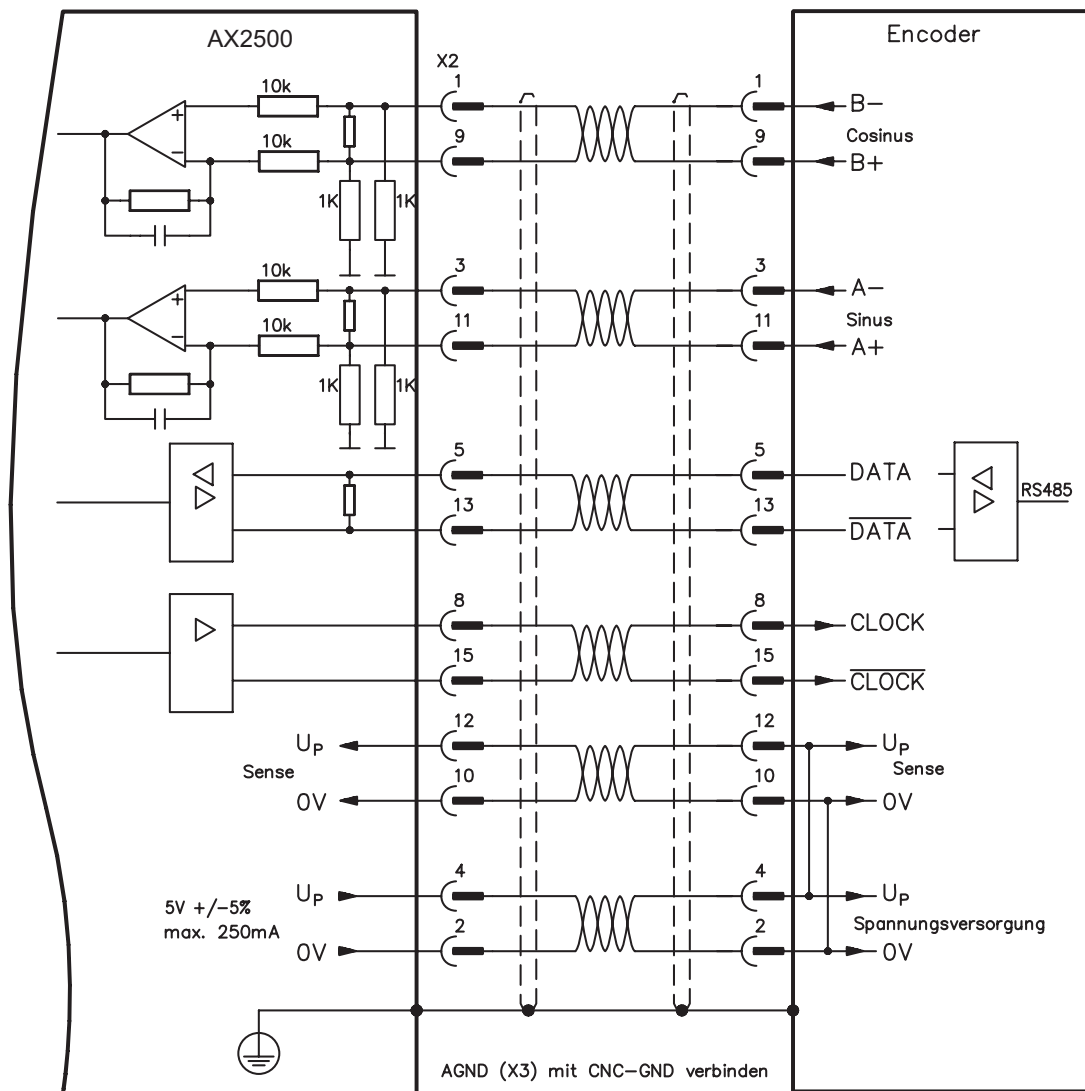 AX2500
Encoder
X2
10k
1
1
B-
10k
9
9
Cosinus
B+
1K
1K
10k
3
3
A-
10k
11
11
Sinus
A+
1K
1K
5
5
DATA
13
13
DATA
RS485
8
8
CLOCK
15
15
CLOCK
UP
12
12
UP
Sense
Sense
0V
10
10
0V
UP
4
4
UP
5V +/-5%
max. 250mA
Spannungsversorgung
0V
2
2
0V
AGND (X3) mit CNC-GND verbinden